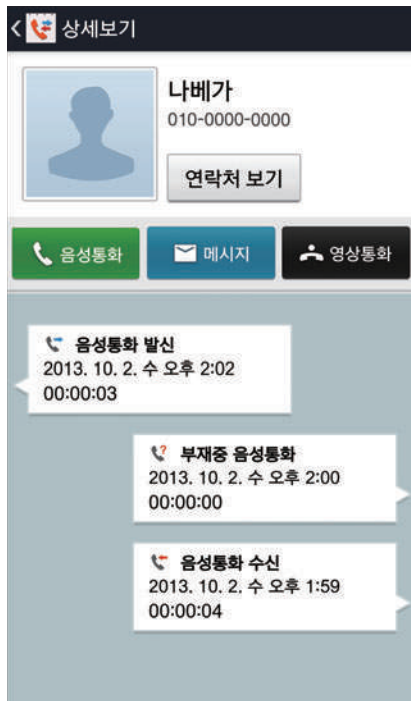 상세보기
나베가
010-0000-0000
연락처 보기
음성통화 메시지 영상통화
음성통화 발신
2013. 10. 2. 수 오후 2:02
00:00:03
부재중 음성통화
2013. 10. 2. 수 오후 2:00
00:00:00
음성통화 수신
2013. 10. 2. 수 오후 1:59
00:00:04